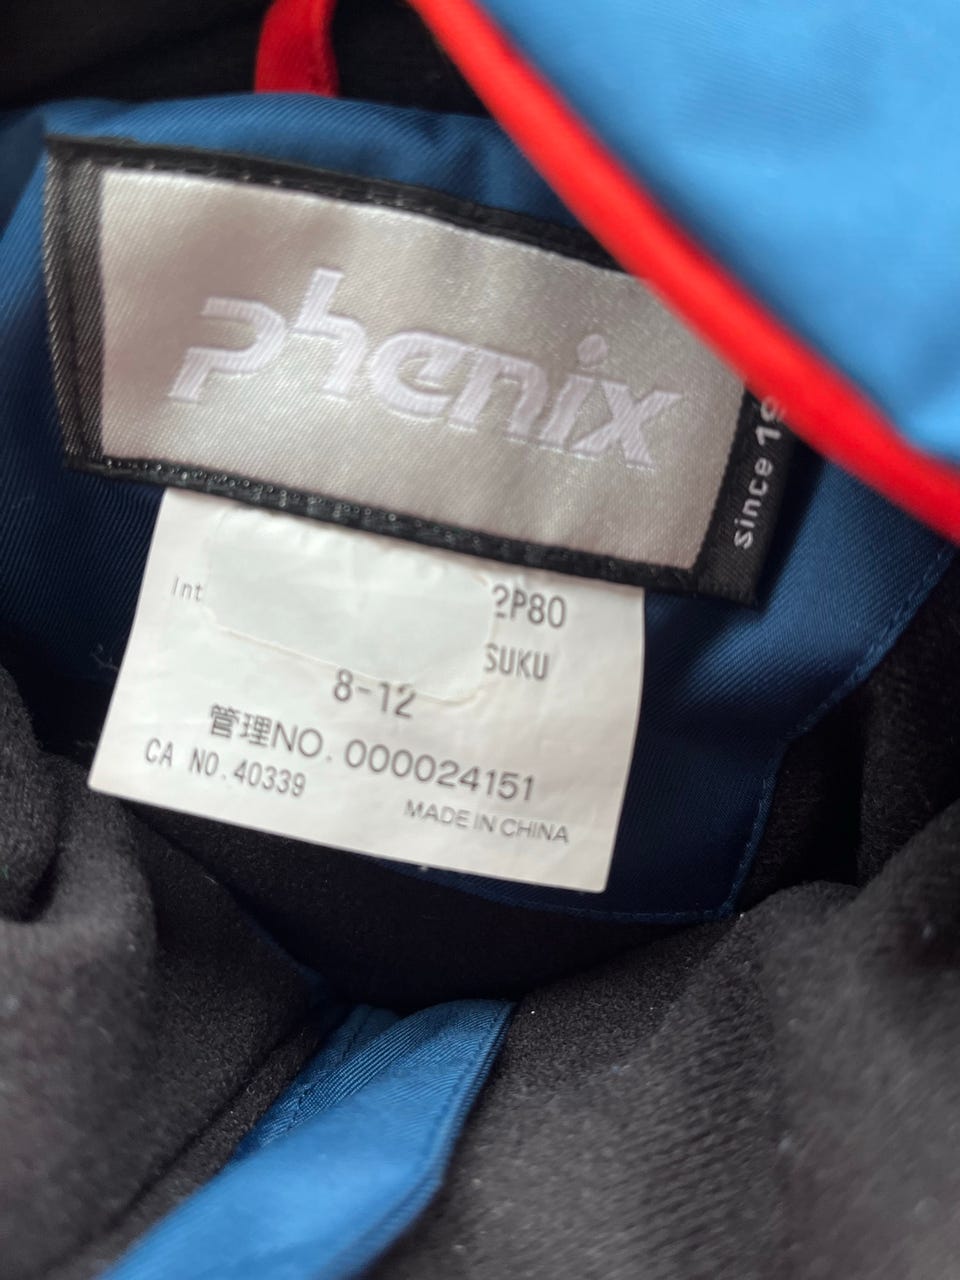 phenix
since 19
Int 2P80
SUKU
8-12
管理NO. 000024151
CA NO.40339
MADE IN CHINA